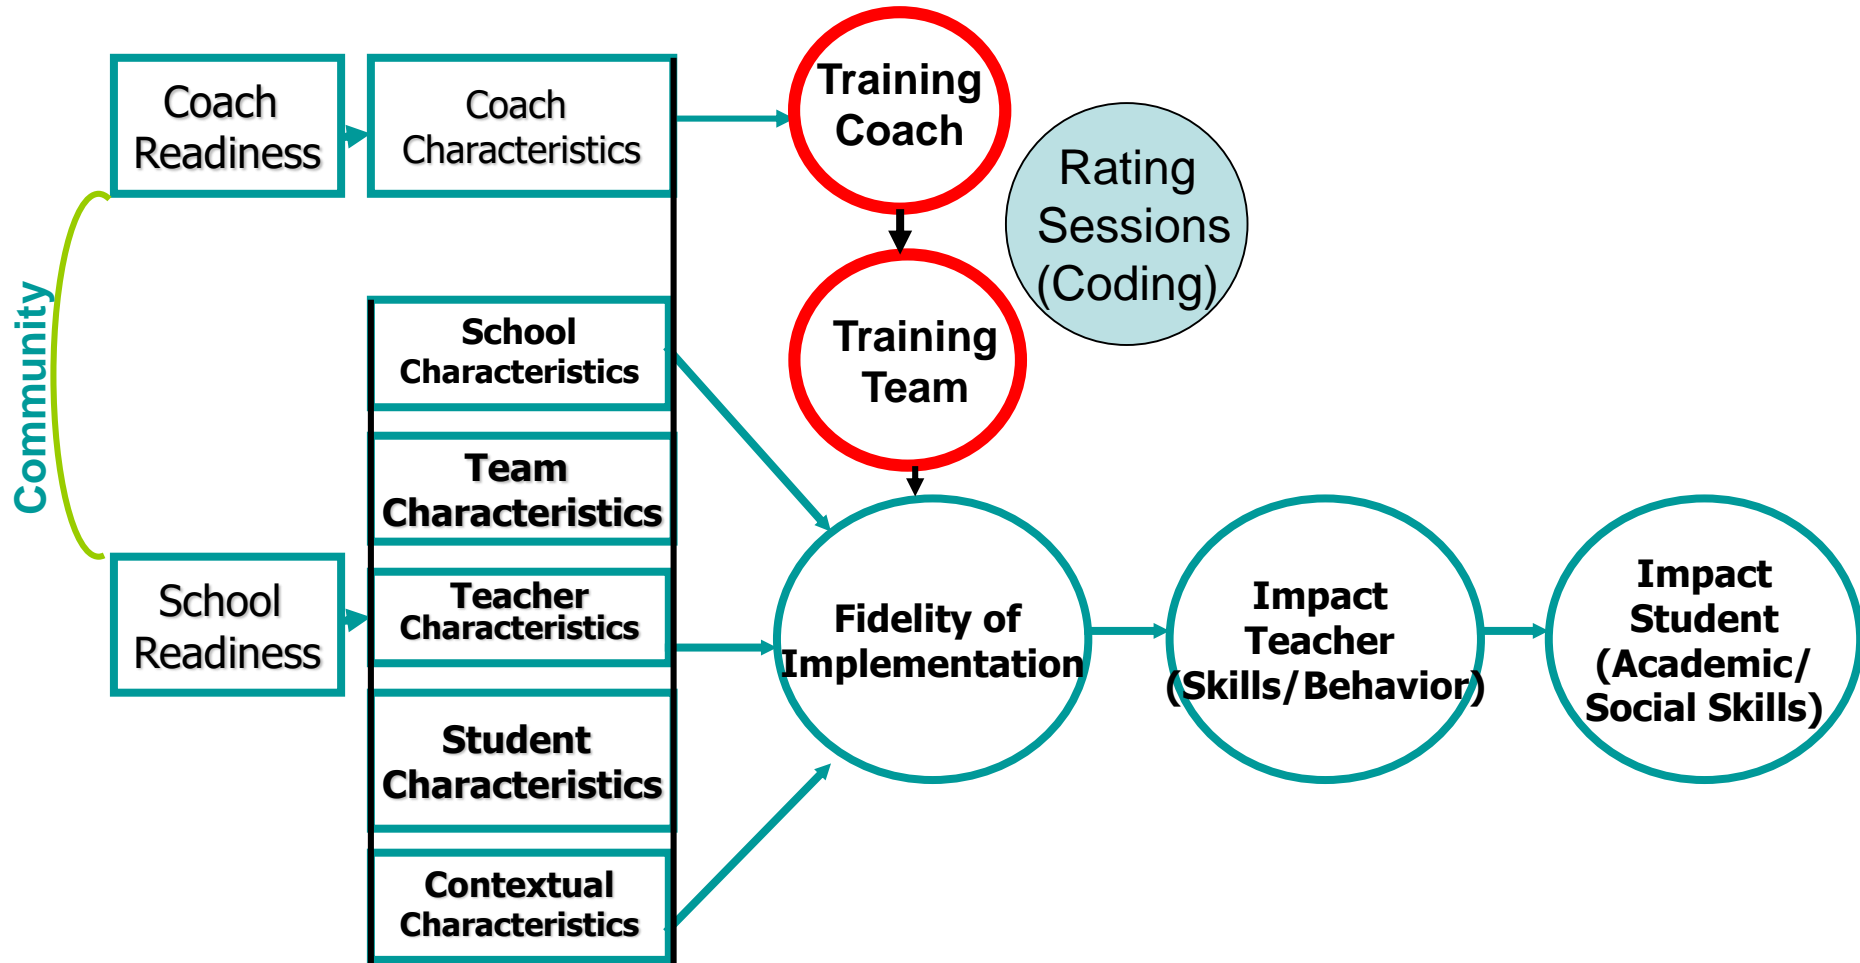 Coach
Readiness
Coach
Characteristics
Training
Coach
Rating
Sessions
(Coding)
Community
School
Characteristics
Training
Team
Team
Characteristics
School
Readiness
Teacher
Characteristics
Fidelity of
Implementation
Impact
Teacher
(Skills/Behavior)
Impact
Student
(Academic/
Social Skills)
Student
Characteristics
Contextual
Characteristics